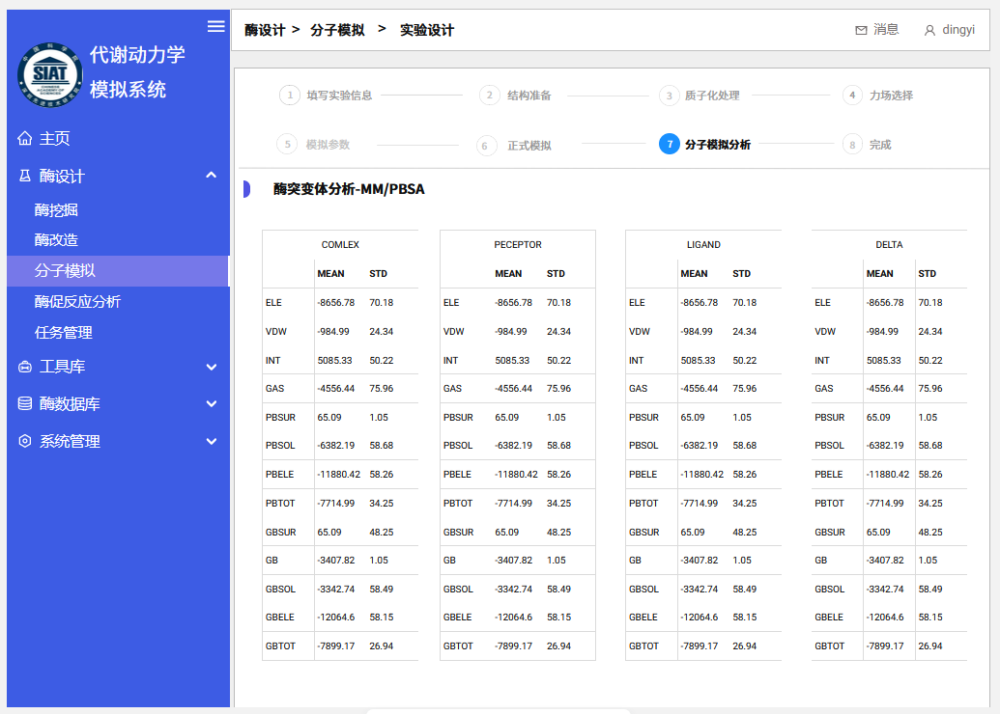 酶设计 > 分子模拟 > 实验设计
消息 dingyi
SIAT
代谢动力学
模拟系统
主页
酶设计
酶挖掘
酶改造
分子模拟
酶促反应分析
任务管理
工具库
酶数据库
系统管理
1 填写实验信息 2 结构准备 3 质子化处理 4 力场选择
5 模拟参数 6 正式模拟 7 分子模拟分析 8 完成
酶突变体分析-MM/PBSA
COMLEX
MEAN STD
ELE -8656.78 70.18
VDW -984.99 24.34
INT 5085.33 50.22
GAS -4556.44 75.96
PBSUR 65.09 1.05
PBSOL -6382.19 58.68
PBELE -11880.42 58.26
PBTOT -7714.99 34.25
GBSUR 65.09 48.25
GB -3407.82 1.05
GBSOL -3342.74 58.49
GBELE -12064.6 58.15
GBTOT -7899.17 26.94
PECEPTOR
MEAN STD
ELE -8656.78 70.18
VDW -984.99 24.34
INT 5085.33 50.22
GAS -4556.44 75.96
PBSUR 65.09 1.05
PBSOL -6382.19 58.68
PBELE -11880.42 58.26
PBTOT -7714.99 34.25
GBSUR 65.09 48.25
GB -3407.82 1.05
GBSOL -3342.74 58.49
GBELE -12064.6 58.15
GBTOT -7899.17 26.94
LIGAND
MEAN STD
ELE -8656.78 70.18
VDW -984.99 24.34
INT 5085.33 50.22
GAS -4556.44 75.96
PBSUR 65.09 1.05
PBSOL -6382.19 58.68
PBELE -11880.42 58.26
PBTOT -7714.99 34.25
GBSUR 65.09 48.25
GB -3407.82 1.05
GBSOL -3342.74 58.49
GBELE -12064.6 58.15
GBTOT -7899.17 26.94
DELTA
MEAN STD
ELE -8656.78 70.18
VDW -984.99 24.34
INT 5085.33 50.22
GAS -4556.44 75.96
PBSUR 65.09 1.05
PBSOL -6382.19 58.68
PBELE -11880.42 58.26
PBTOT -7714.99 34.25
GBSUR 65.09 48.25
GB -3407.82 1.05
GBSOL -3342.74 58.49
GBELE -12064.6 58.15
GBTOT -7899.17 26.94